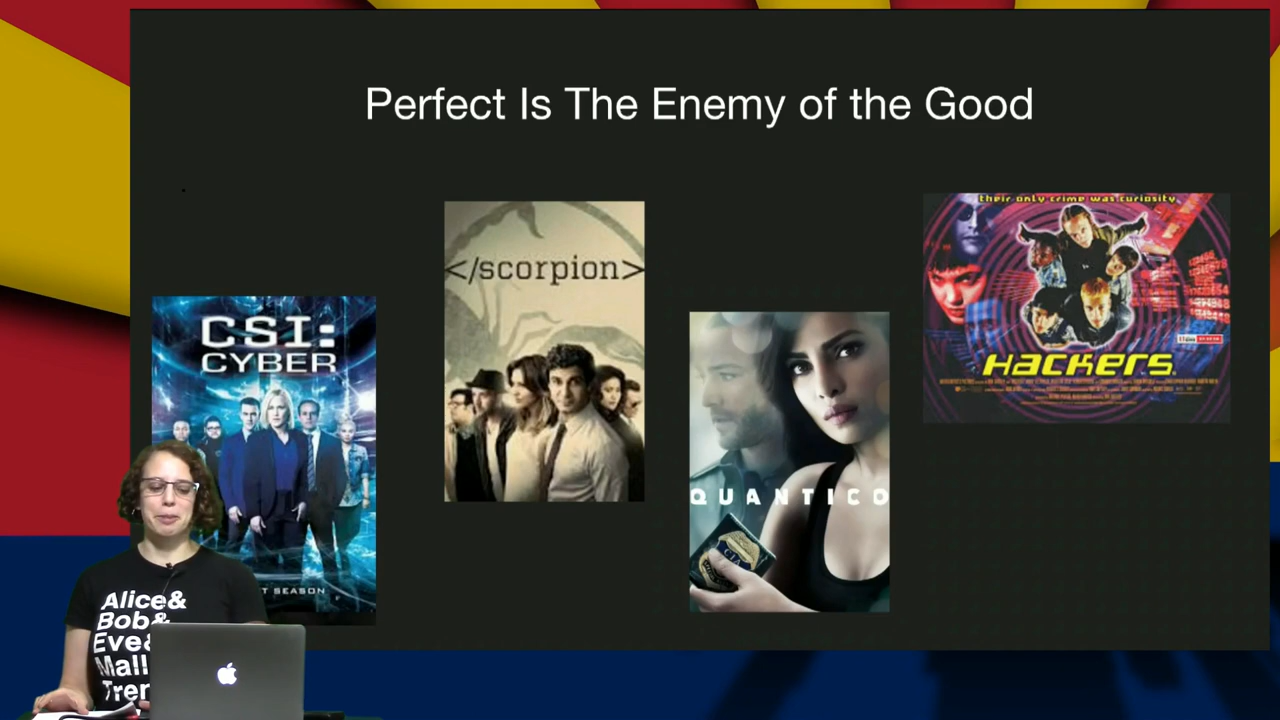 Perfect Is The Enemy of the Good
CSI:
CYBER
T SEASON
</scorpion>
QUANTICO
CIA
their only crime was curiosity
HACKERS
Alice&
Bob&
Eve&
Mall
Tren